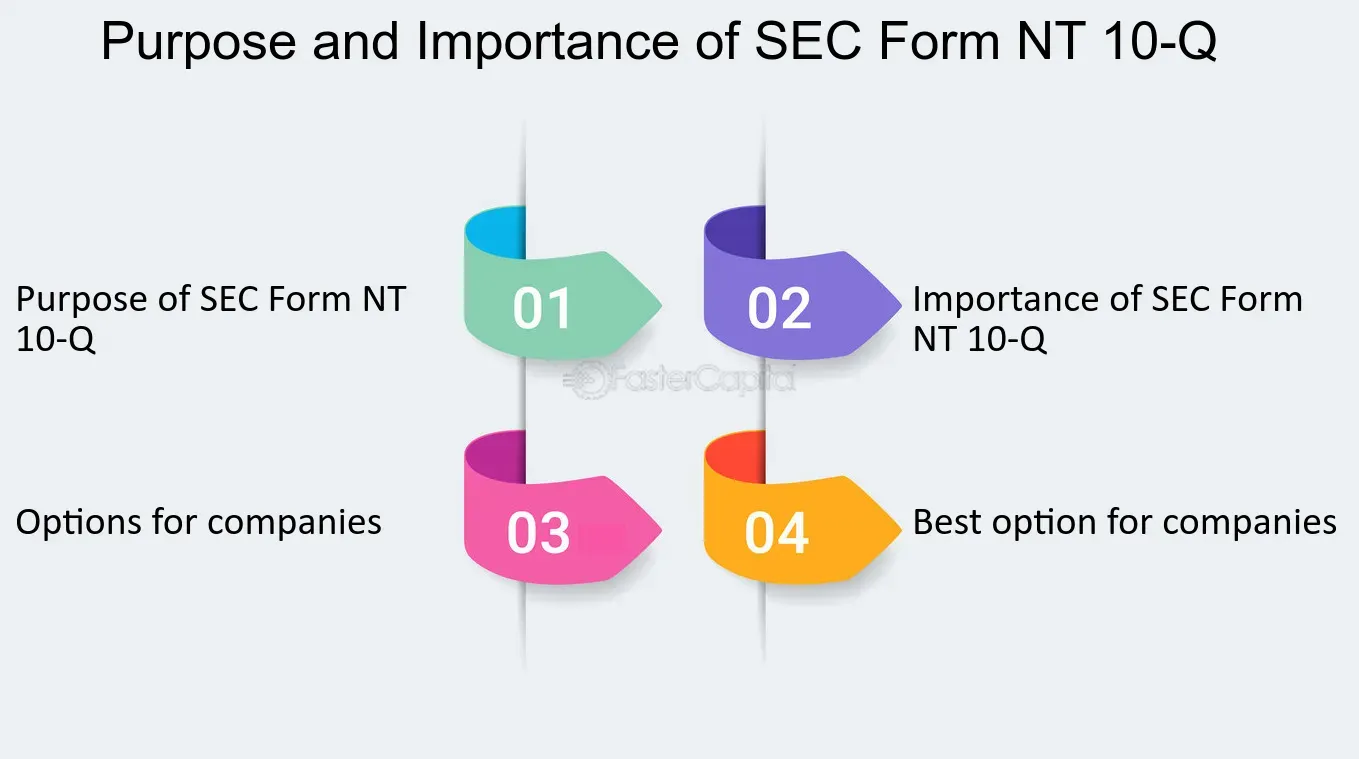 Purpose and Importance of SEC Form NT 10-Q
Purpose of SEC Form NT
10-Q
01
02
Importance of SEC Form
NT 10-Q
FasterCapital
Options for companies
03
04
Best option for companies